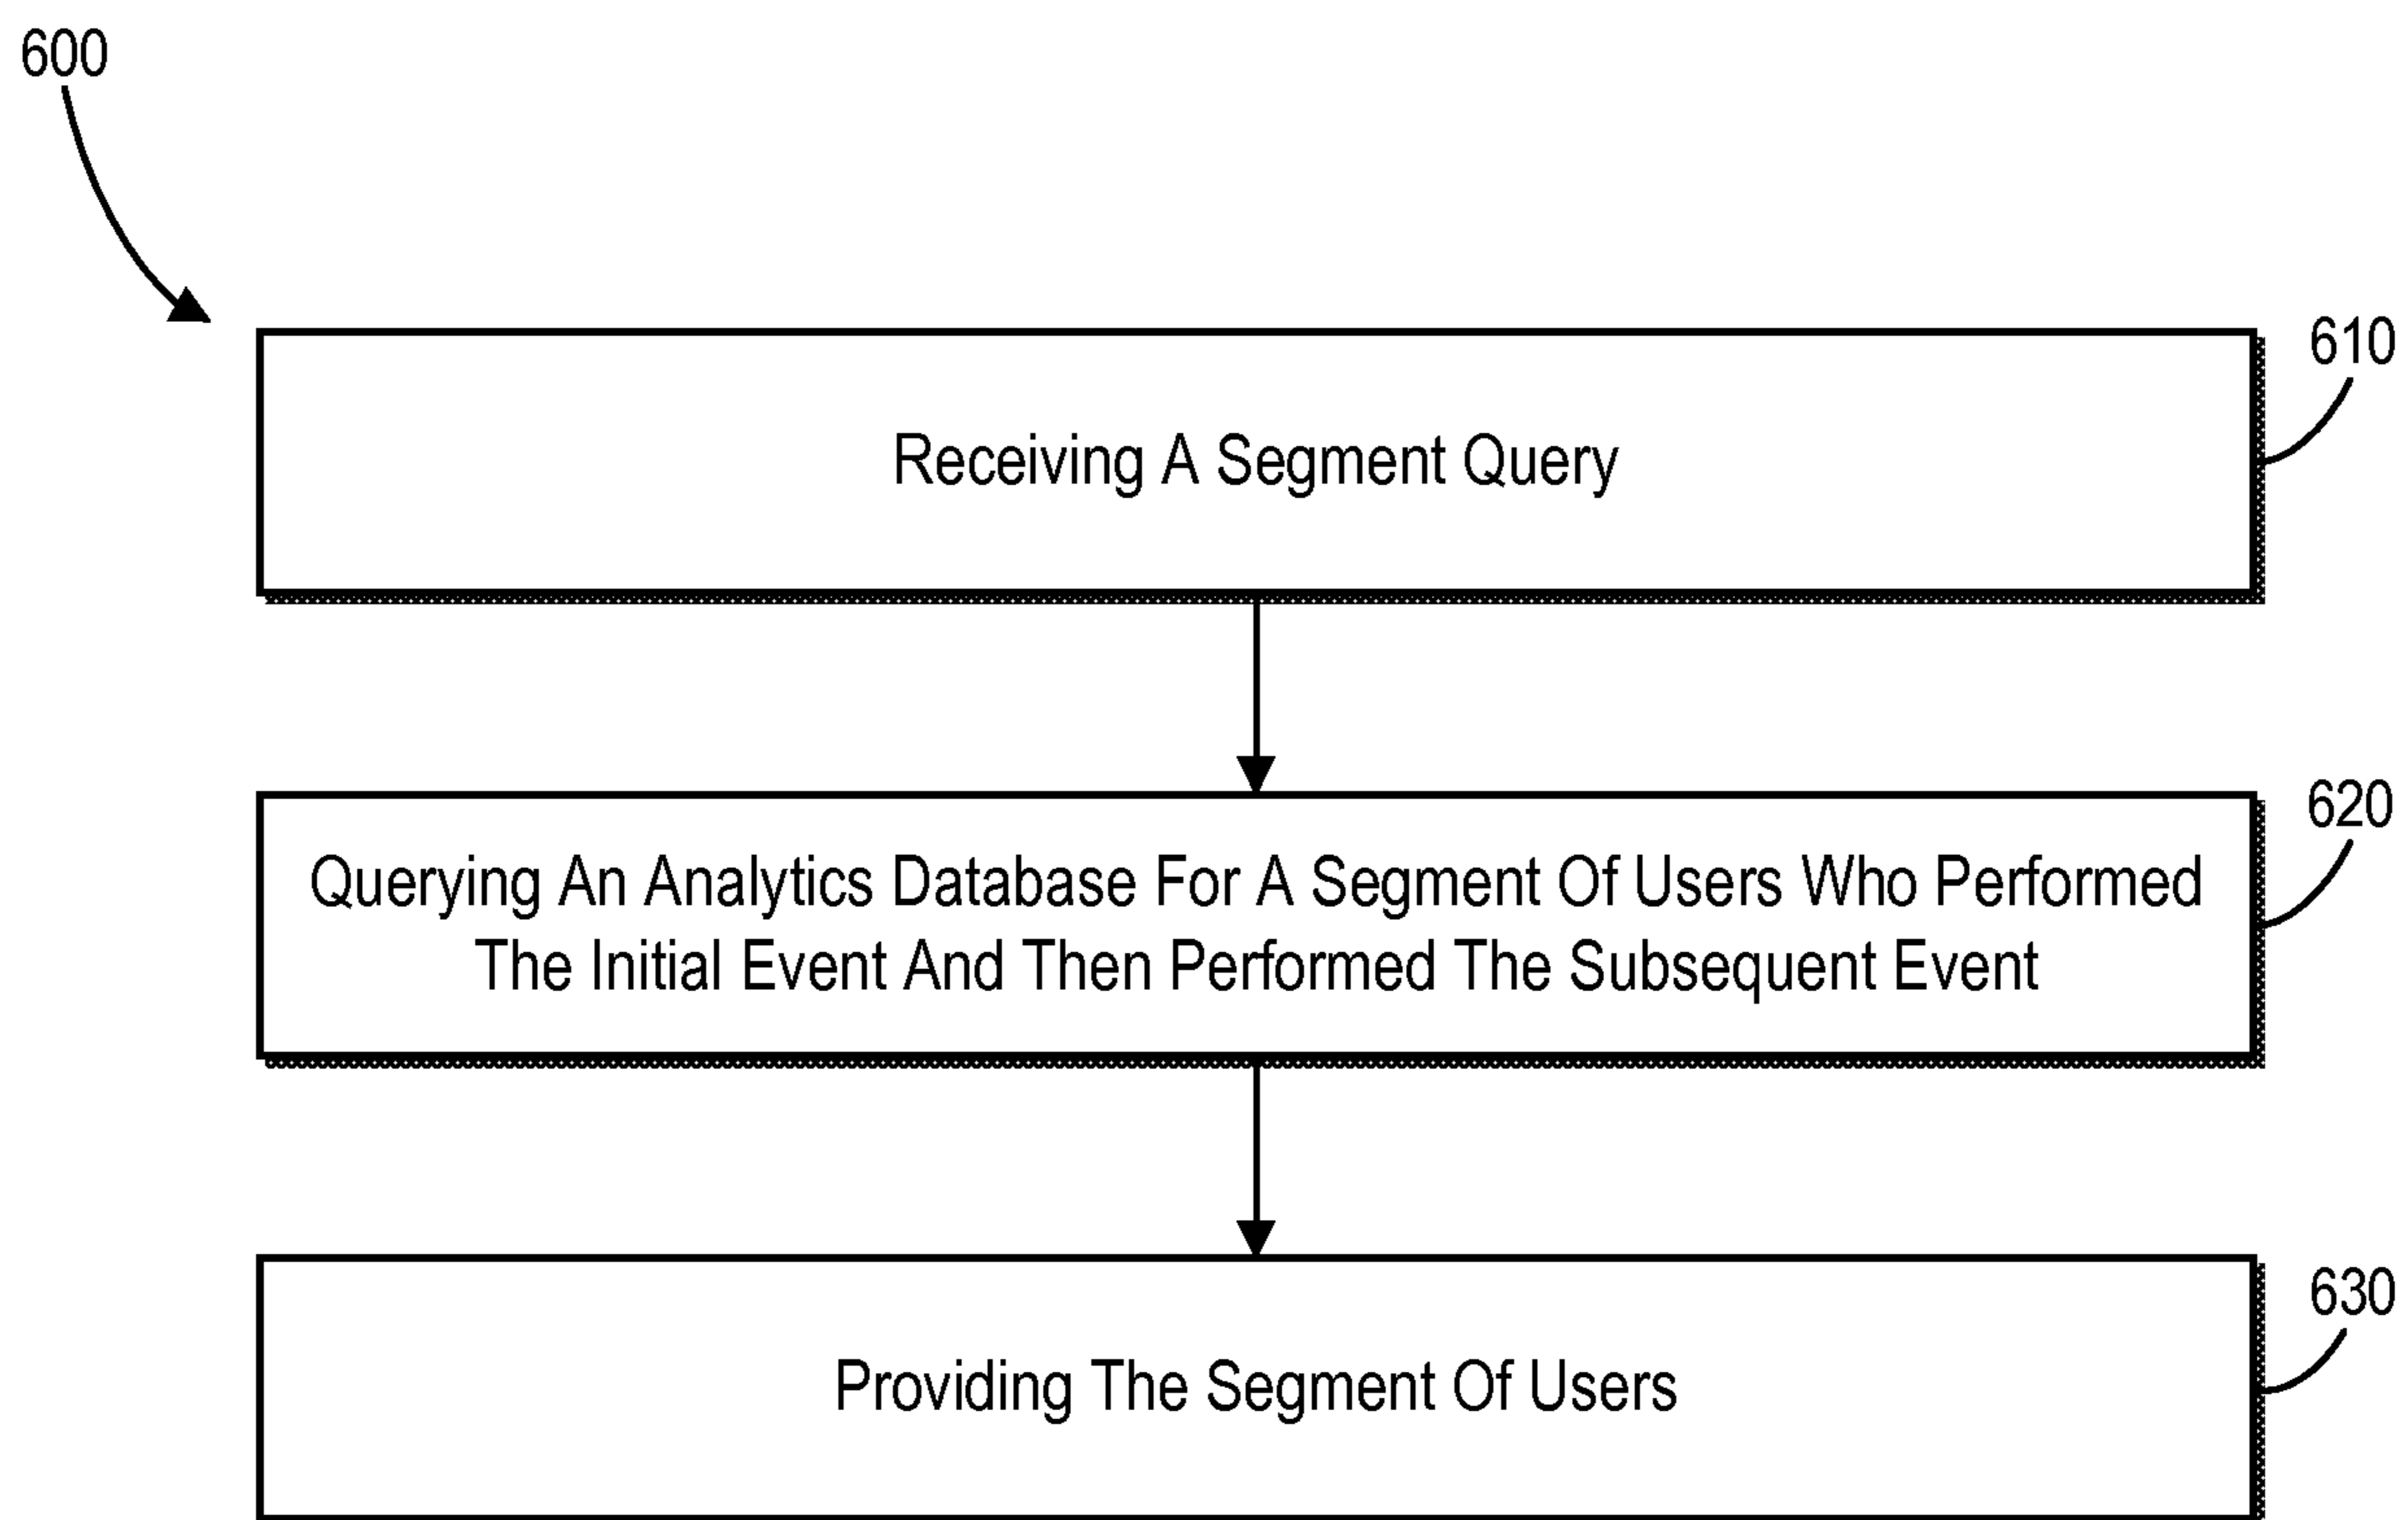 600
610
Receiving A Segment Query
620
Querying An Analytics Database For A Segment Of Users Who Performed
The Initial Event And Then Performed The Subsequent Event
630
Providing The Segment Of Users